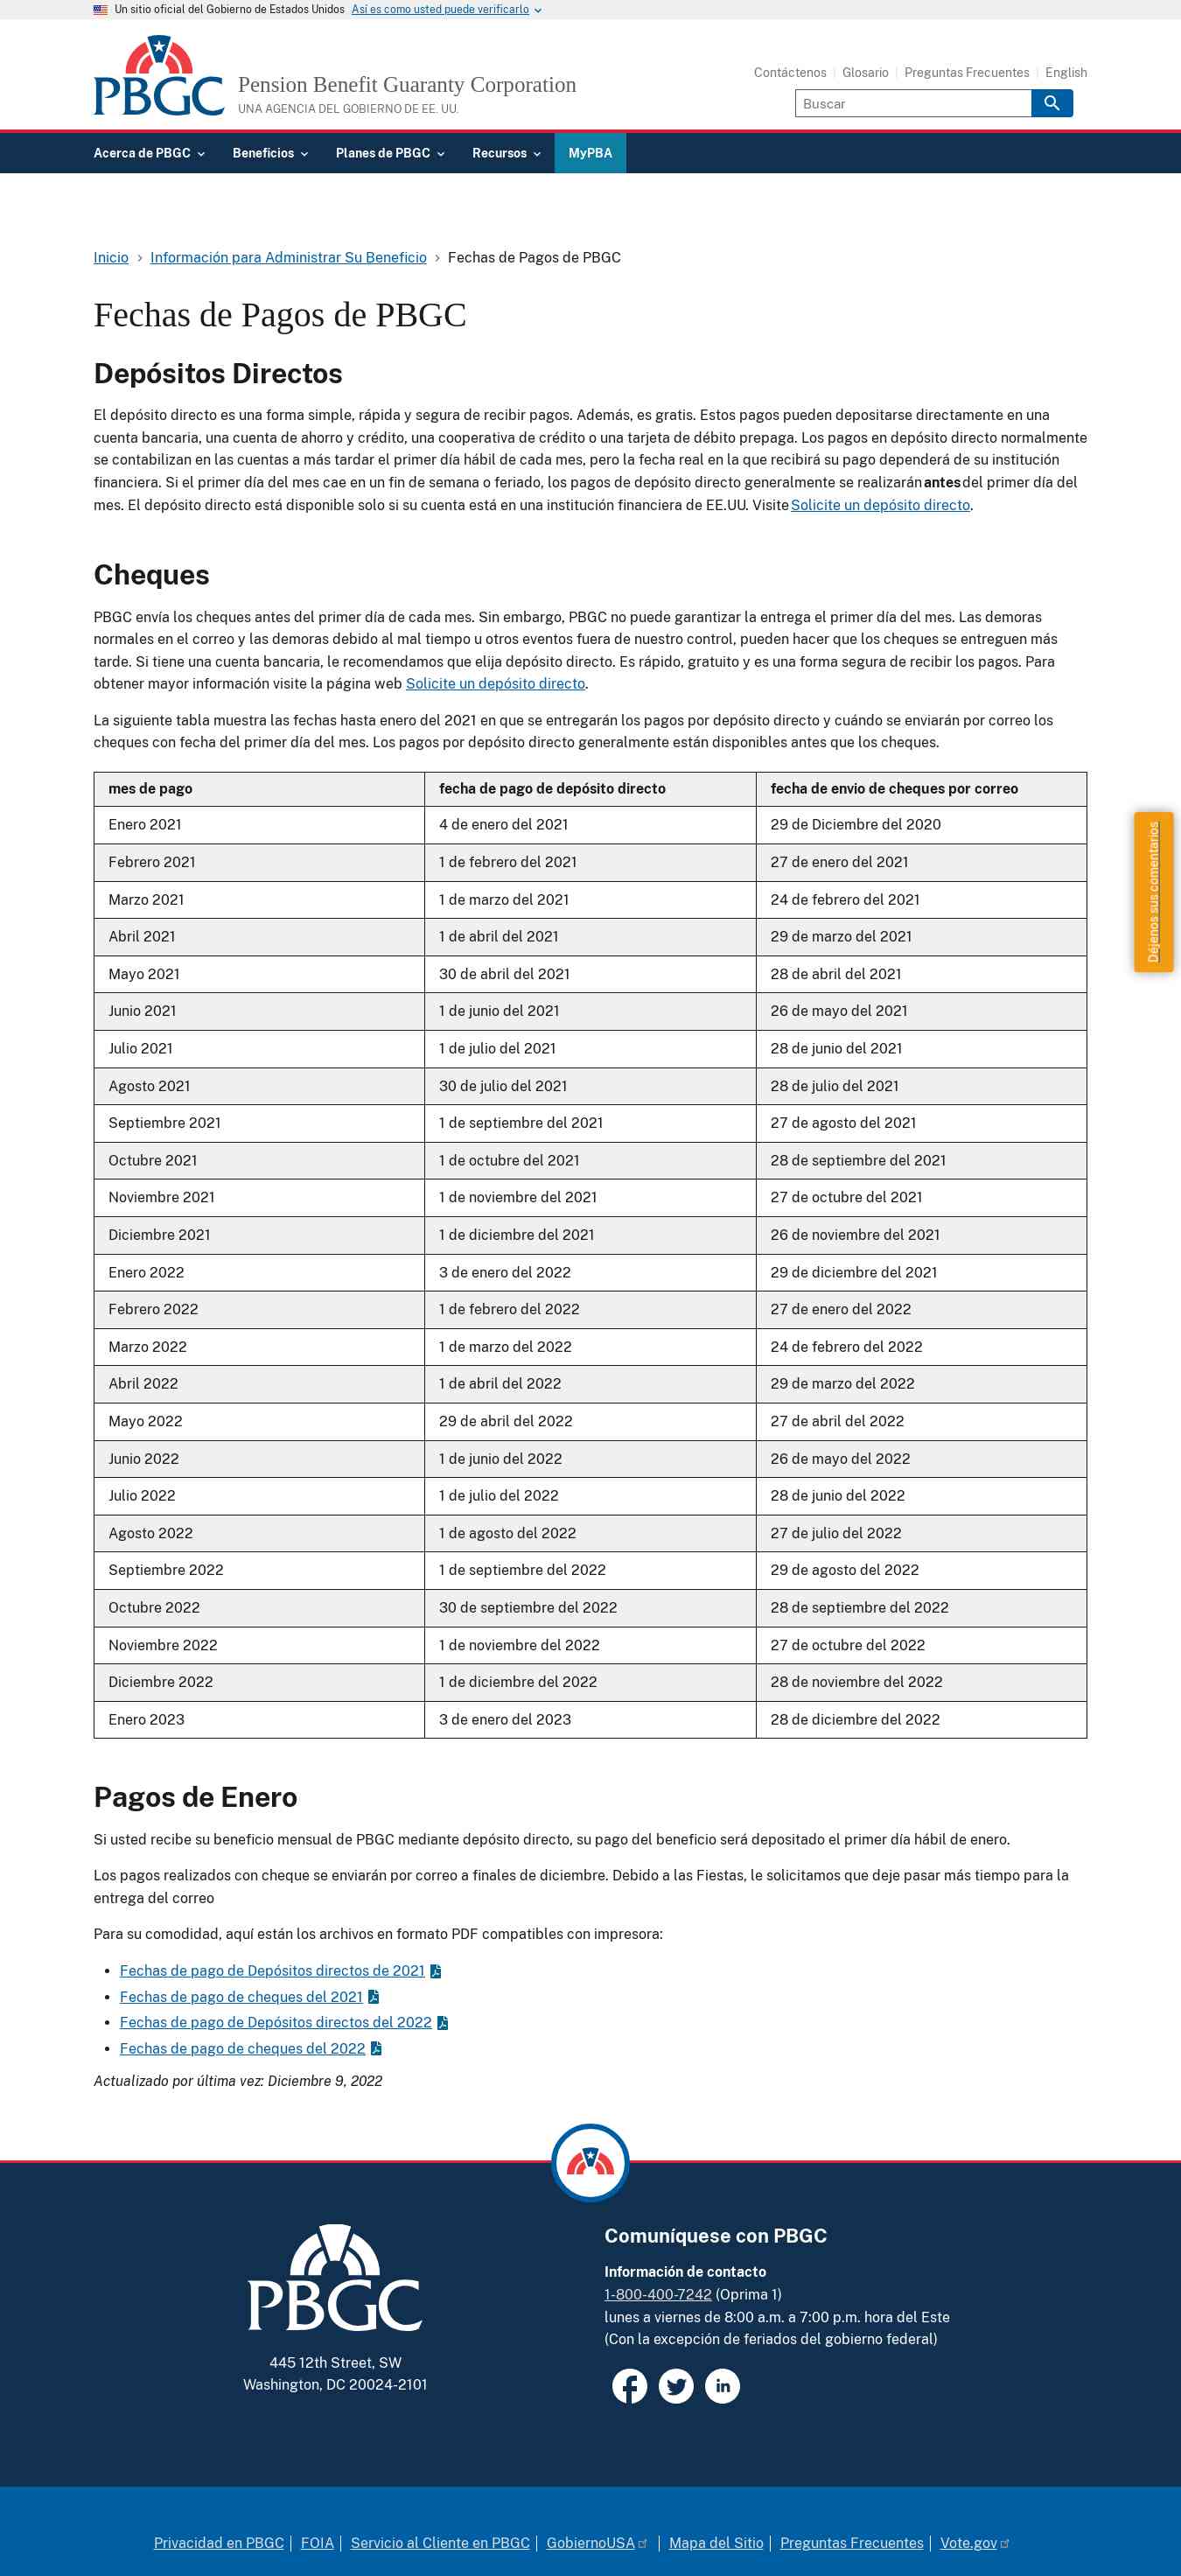 Un sitio oficial del Gobierno de Estados Unidos Así es como usted puede verificarlo
PBGC
Pension Benefit Guaranty Corporation
UNA AGENCIA DEL GOBIERNO DE EE. UU.
Contáctenos Glosario Preguntas Frecuentes English
Buscar
Acerca de PBGC Beneficios Planes de PBGC Recursos MyPBA
Inicio Información para Administrar Su Beneficio Fechas de Pagos de PBGC
Fechas de Pagos de PBGC
Depósitos Directos
El depósito directo es una forma simple, rápida y segura de recibir pagos. Además, es gratis. Estos pagos pueden depositarse directamente en una
cuenta bancaria, una cuenta de ahorro y crédito, una cooperativa de crédito o una tarjeta de débito prepaga. Los pagos en depósito directo normalmente
se contabilizan en las cuentas a más tardar el primer día hábil de cada mes, pero la fecha real en la que recibirá su pago dependerá de su institución
financiera. Si el primer día del mes cae en un fin de semana o feriado, los pagos de depósito directo generalmente se realizarán antes del primer día del
mes. El depósito directo está disponible solo si su cuenta está en una institución financiera de EE.UU. Visite Solicite un depósito directo.
Cheques
PBGC envía los cheques antes del primer día de cada mes. Sin embargo, PBGC no puede garantizar la entrega el primer día del mes. Las demoras
normales en el correo y las demoras debido al mal tiempo u otros eventos fuera de nuestro control, pueden hacer que los cheques se entreguen más
tarde. Si tiene una cuenta bancaria, le recomendamos que elija depósito directo. Es rápido, gratuito y es una forma segura de recibir los pagos. Para
obtener mayor información visite la página web Solicite un depósito directo.
La siguiente tabla muestra las fechas hasta enero del 2021 en que se entregarán los pagos por depósito directo y cuándo se enviarán por correo los
cheques con fecha del primer día del mes. Los pagos por depósito directo generalmente están disponibles antes que los cheques.
mes de pago fecha de pago de depósito directo fecha de envio de cheques por correo
Enero 2021 4 de enero del 2021 29 de Diciembre del 2020
Febrero 2021 1 de febrero del 2021 27 de enero del 2021
Marzo 2021 1 de marzo del 2021 24 de febrero del 2021
Abril 2021 1 de abril del 2021 29 de marzo del 2021
Mayo 2021 30 de abril del 2021 28 de abril del 2021
Junio 2021 1 de junio del 2021 26 de mayo del 2021
Julio 2021 1 de julio del 2021 28 de junio del 2021
Agosto 2021 30 de julio del 2021 28 de julio del 2021
Septiembre 2021 1 de septiembre del 2021 27 de agosto del 2021
Octubre 2021 1 de octubre del 2021 28 de septiembre del 2021
Noviembre 2021 1 de noviembre del 2021 27 de octubre del 2021
Diciembre 2021 1 de diciembre del 2021 26 de noviembre del 2021
Enero 2022 3 de enero del 2022 29 de diciembre del 2021
Febrero 2022 1 de febrero del 2022 27 de enero del 2022
Marzo 2022 1 de marzo del 2022 24 de febrero del 2022
Abril 2022 1 de abril del 2022 29 de marzo del 2022
Mayo 2022 29 de abril del 2022 27 de abril del 2022
Junio 2022 1 de junio del 2022 26 de mayo del 2022
Julio 2022 1 de julio del 2022 28 de junio del 2022
Agosto 2022 1 de agosto del 2022 27 de julio del 2022
Septiembre 2022 1 de septiembre del 2022 29 de agosto del 2022
Octubre 2022 30 de septiembre del 2022 28 de septiembre del 2022
Noviembre 2022 1 de noviembre del 2022 27 de octubre del 2022
Diciembre 2022 1 de diciembre del 2022 28 de noviembre del 2022
Enero 2023 3 de enero del 2023 28 de diciembre del 2022
Déjenos sus comentarios
Pagos de Enero
Si usted recibe su beneficio mensual de PBGC mediante depósito directo, su pago del beneficio será depositado el primer día hábil de enero.
Los pagos realizados con cheque se enviarán por correo a finales de diciembre. Debido a las Fiestas, le solicitamos que deje pasar más tiempo para la
entrega del correo
Para su comodidad, aquí están los archivos en formato PDF compatibles con impresora:
Fechas de pago de Depósitos directos de 2021
Fechas de pago de cheques del 2021
Fechas de pago de Depósitos directos del 2022
Fechas de pago de cheques del 2022
Actualizado por última vez: Diciembre 9, 2022
PBGC
445 12th Street, SW
Washington, DC 20024-2101
Comuníquese con PBGC
Información de contacto
1-800-400-7242 (Oprima 1)
lunes a viernes de 8:00 a.m. a 7:00 p.m. hora del Este
(Con la excepción de feriados del gobierno federal)
Privacidad en PBGC FOIA Servicio al Cliente en PBGC GobiernoUSA Mapa del Sitio Preguntas Frecuentes Vote.gov